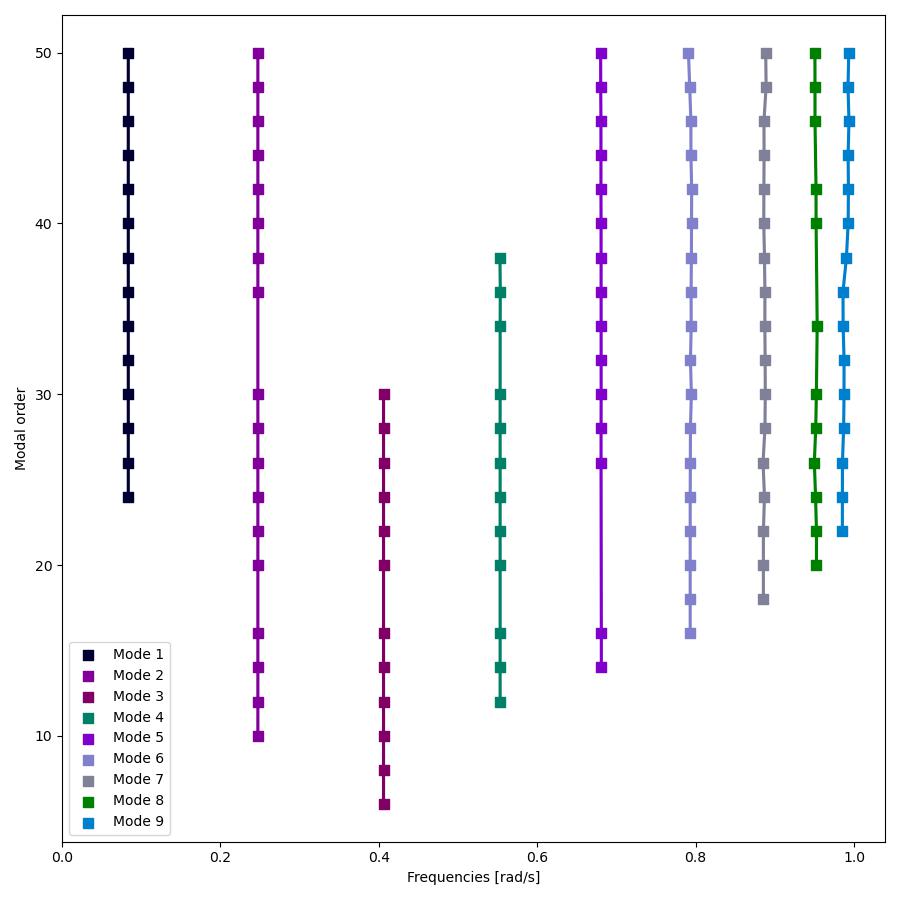 50
40
30
20
10
Modal order
Mode 1
Mode 2
Mode 3
Mode 4
Mode 5
Mode 6
Mode 7
Mode 8
Mode 9
0.0 0.2 0.4 0.6 0.8 1.0
Frequencies [rad/s]